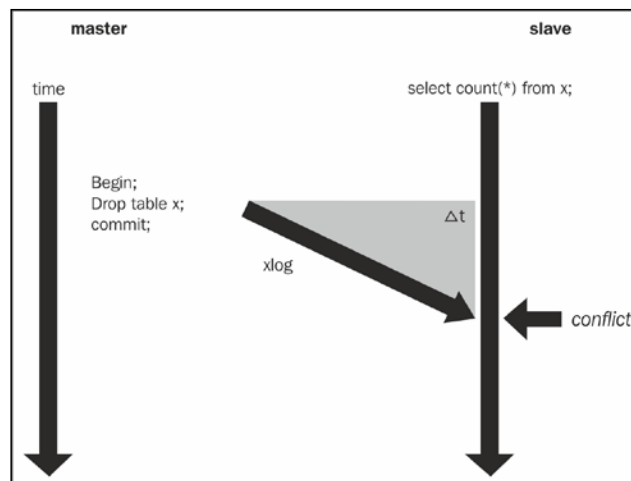 master
slave
time
select count(*) from x;
Begin;
Drop table x;
commit;
Δt
xlog
conflict